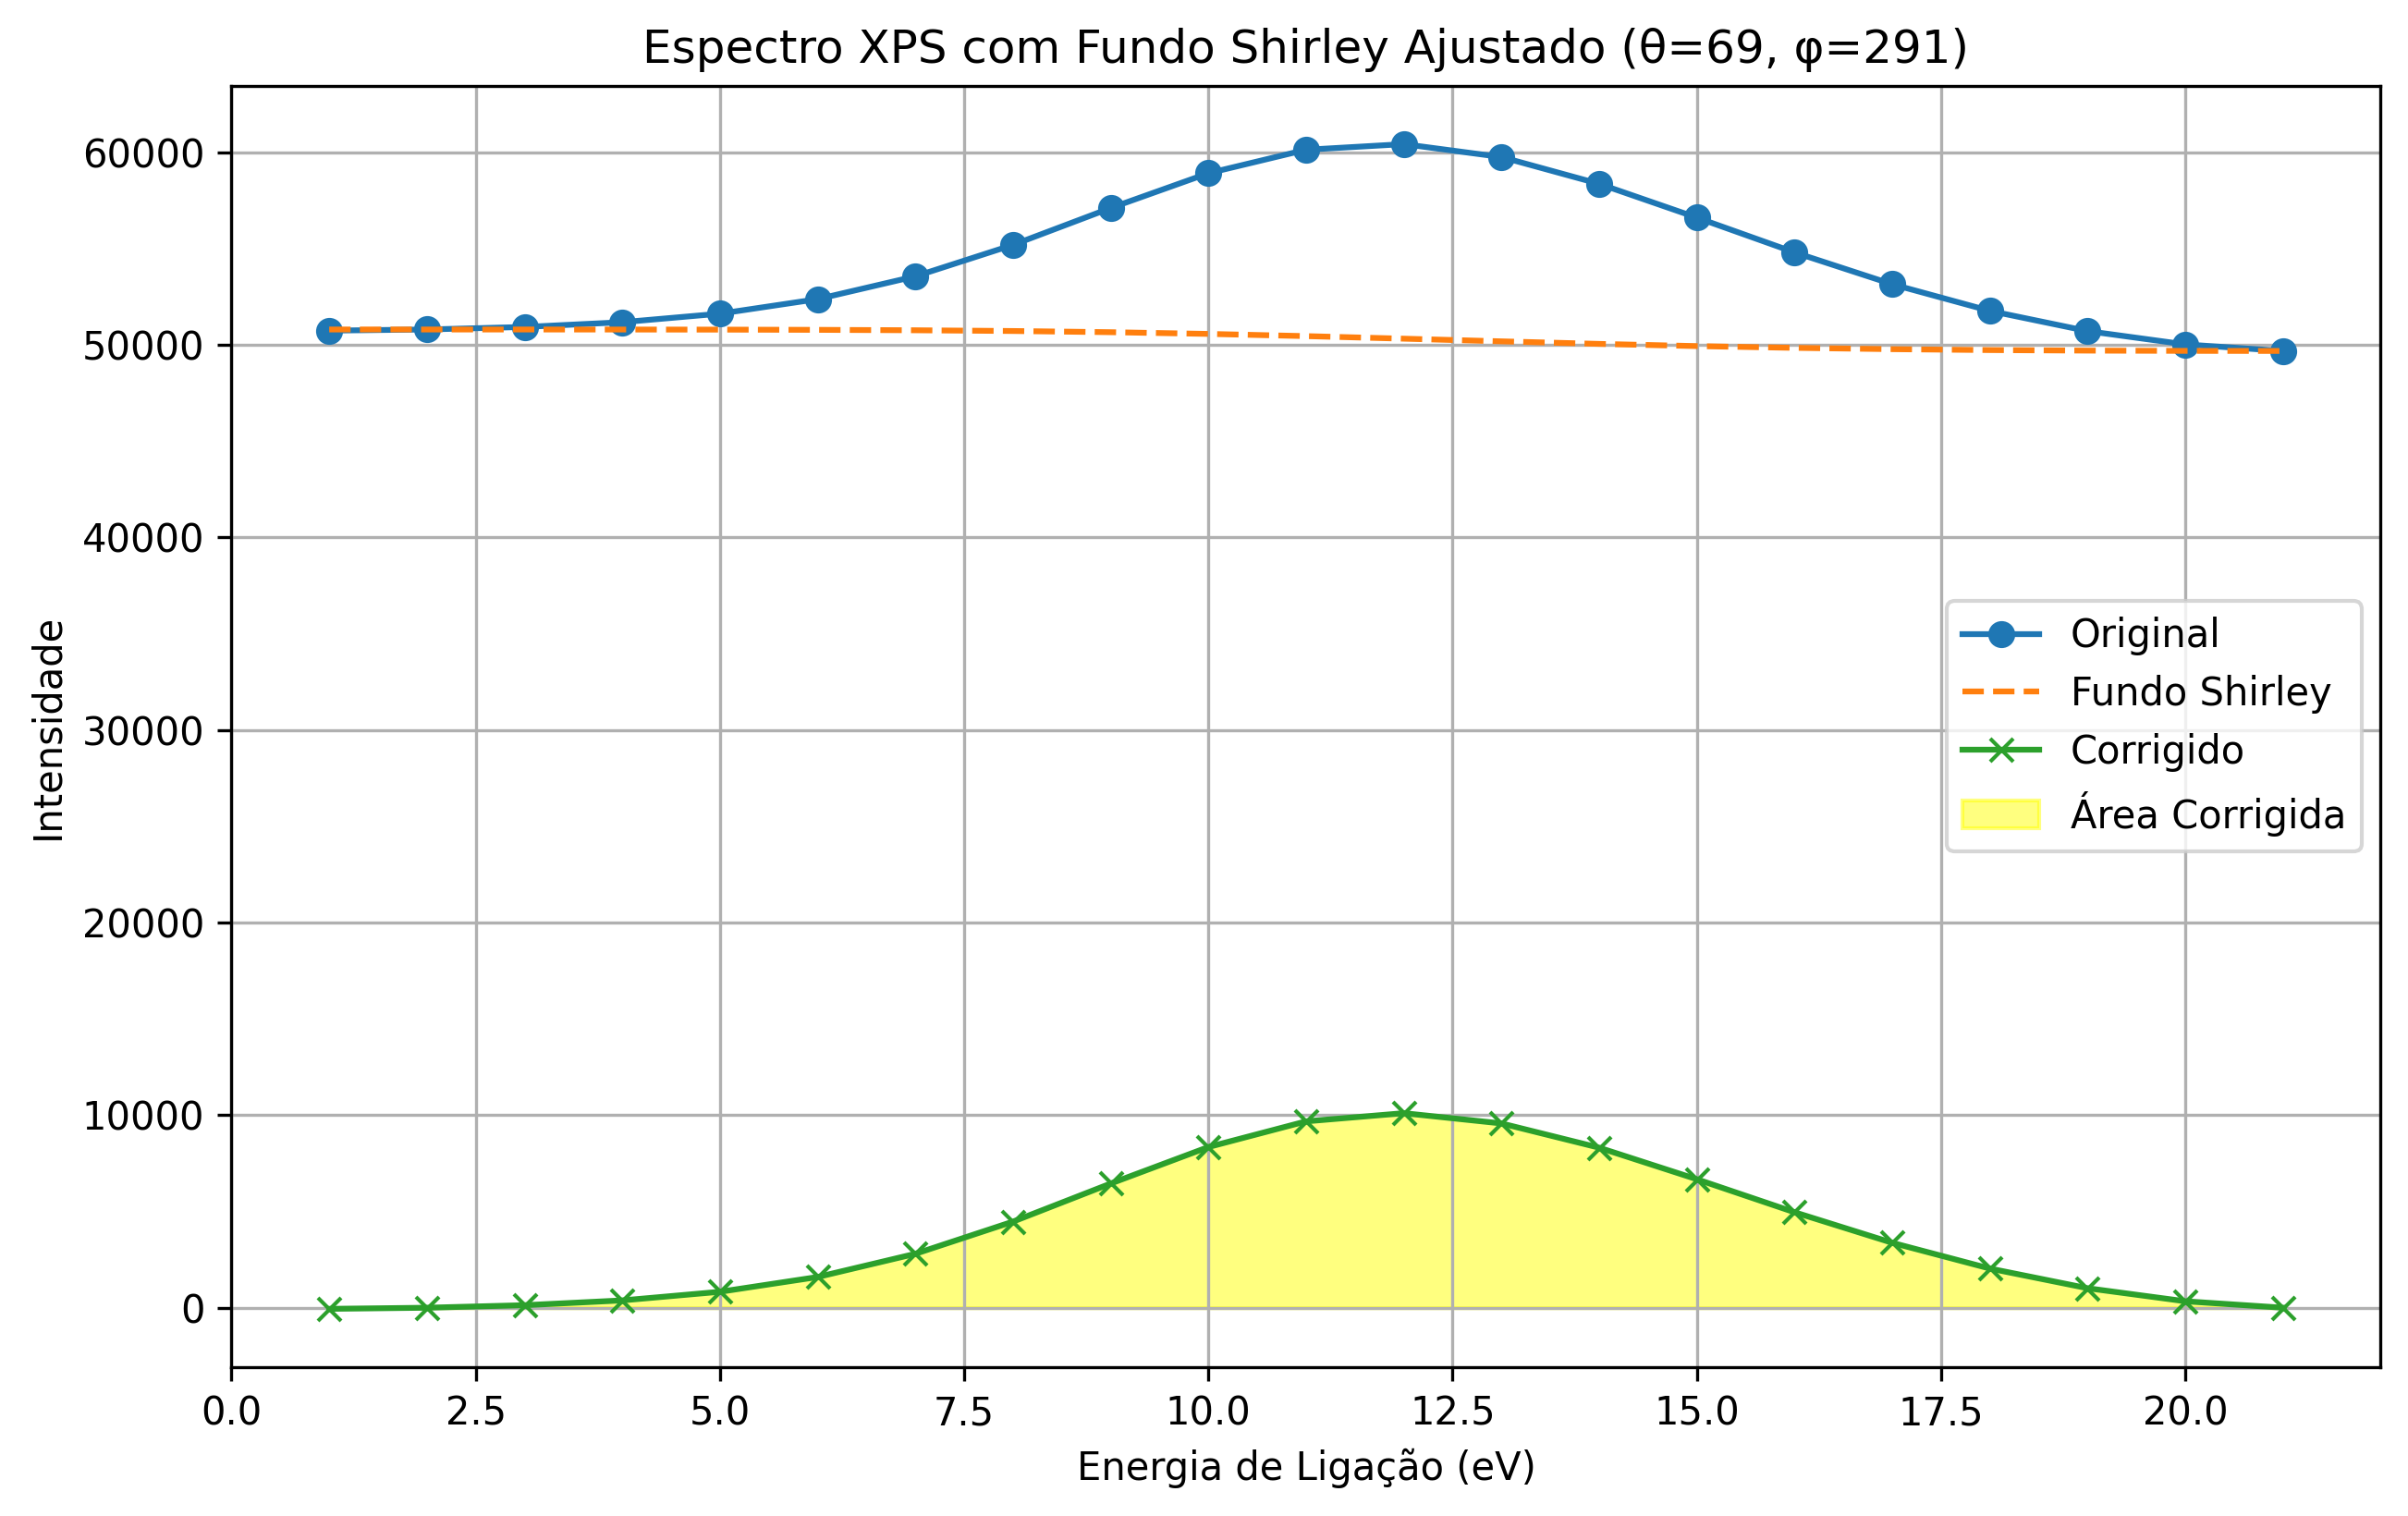 Espectro XPS com Fundo Shirley Ajustado (θ=69, φ=291)
Intensidade
60000
50000
40000
30000
20000
10000
0
Original
Fundo Shirley
Corrigido
Área Corrigida
0.0 2.5 5.0 7.5 10.0 12.5 15.0 17.5 20.0
Energia de Ligação (eV)